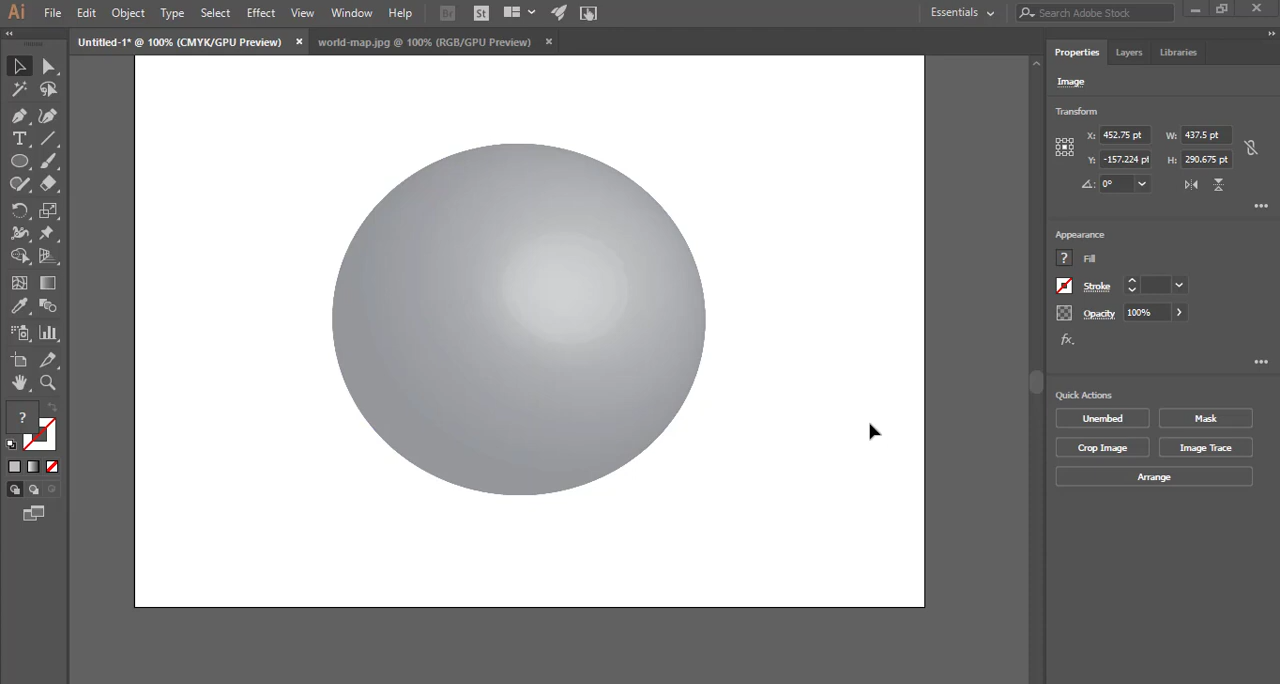 Ai File Edit Object Type Select Effect View Window Help Br St Essentials Search Adobe Stock
Untitled-1* @ 100% (CMYK/GPU Preview) × world-map.jpg @ 100% (RGB/GPU Preview) ×
Properties Layers Libraries
Image
Transform
X: 452.75 pt W: 437.5 pt
Y: -157.224 pt H: 290.675 pt
0°
Appearance
? Fill
Stroke
Opacity 100%
fx.
Quick Actions
Unembed Mask
Crop Image Image Trace
Arrange
T
?